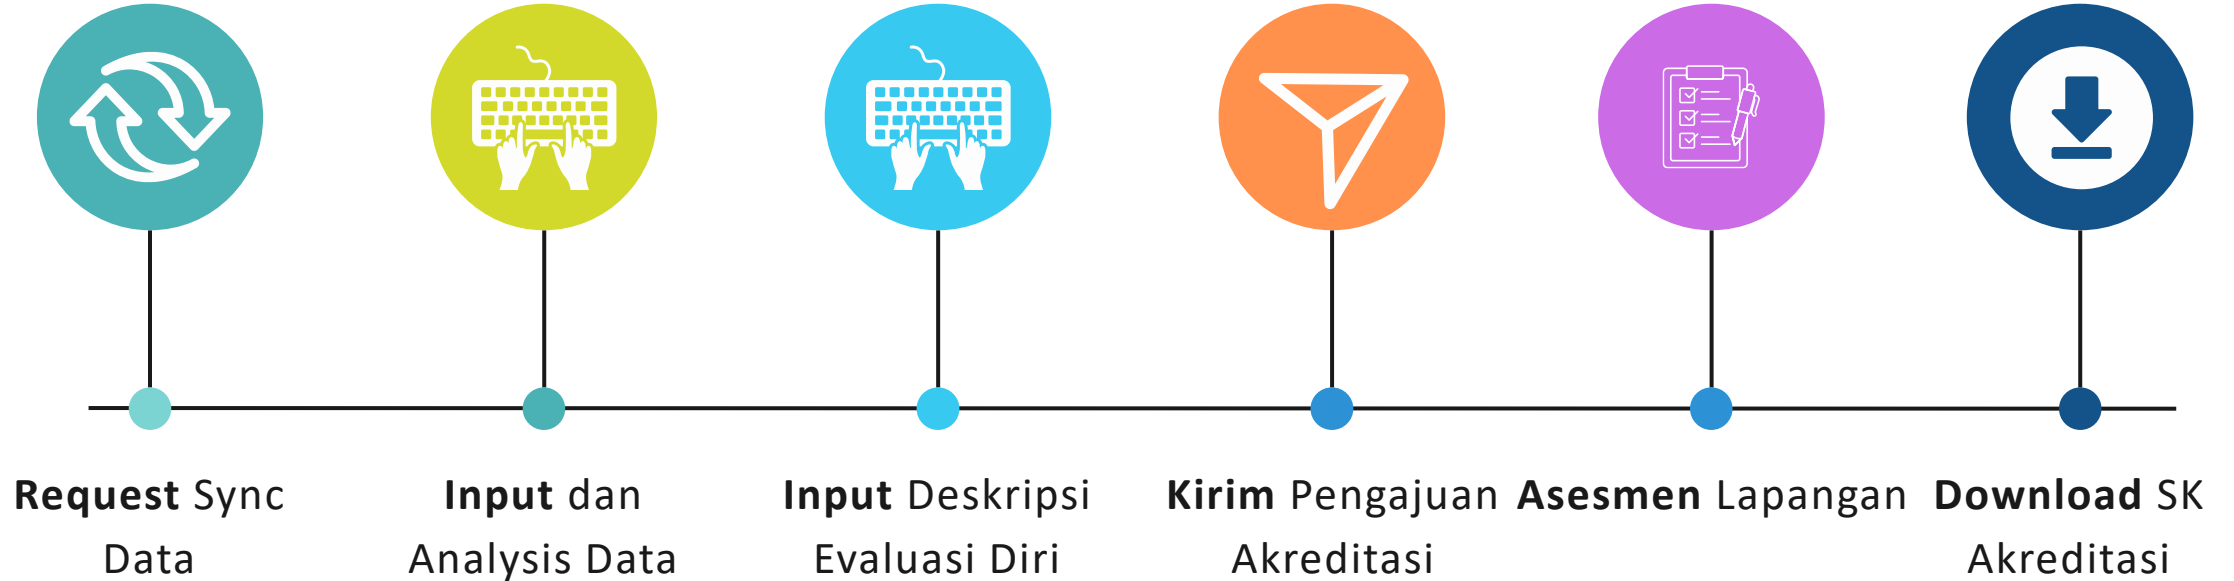 Request Sync
Data
Input dan
Analysis Data
Input Deskripsi
Evaluasi Diri
Kirim Pengajuan
Akreditasi
Asesmen Lapangan
Download SK
Akreditasi